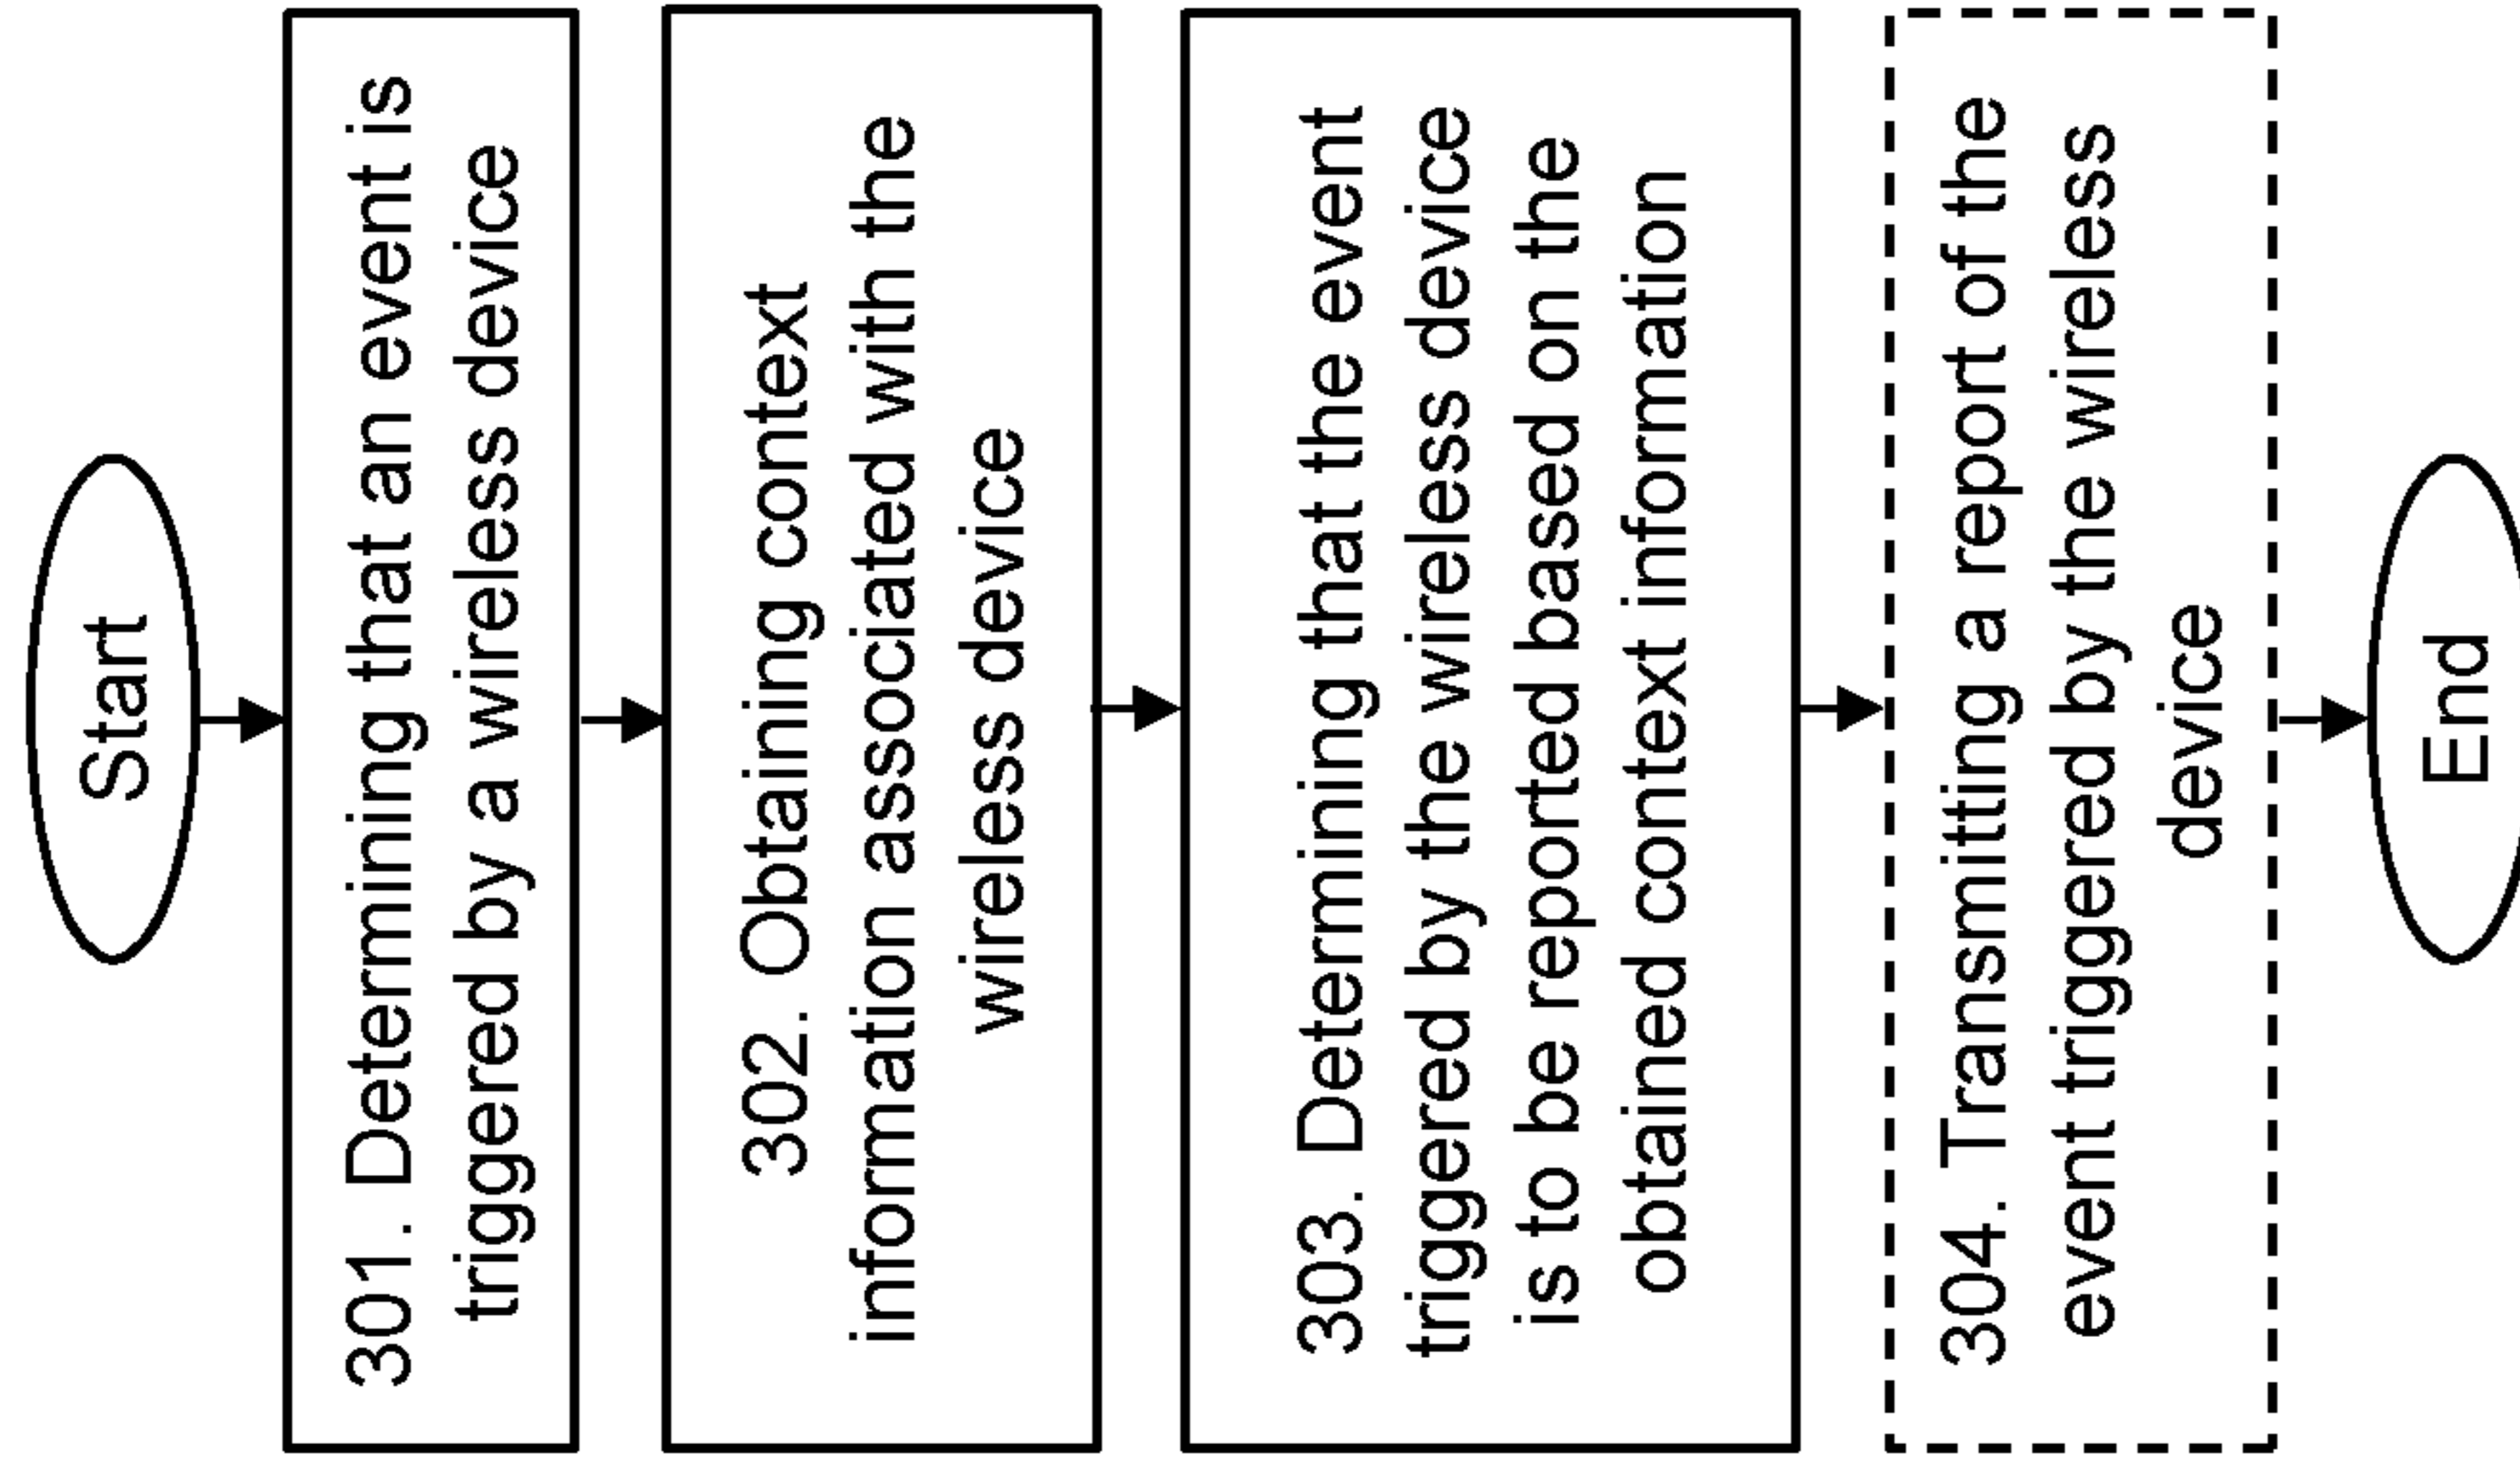 Start
301. Determining that an event is
triggered by a wireless device
302. Obtaining context
information associated with the
wireless device
303. Determining that the event
triggered by the wireless device
is to be reported based on the
obtained context information
304. Transmitting a report of the
event triggered by the wireless
device
End